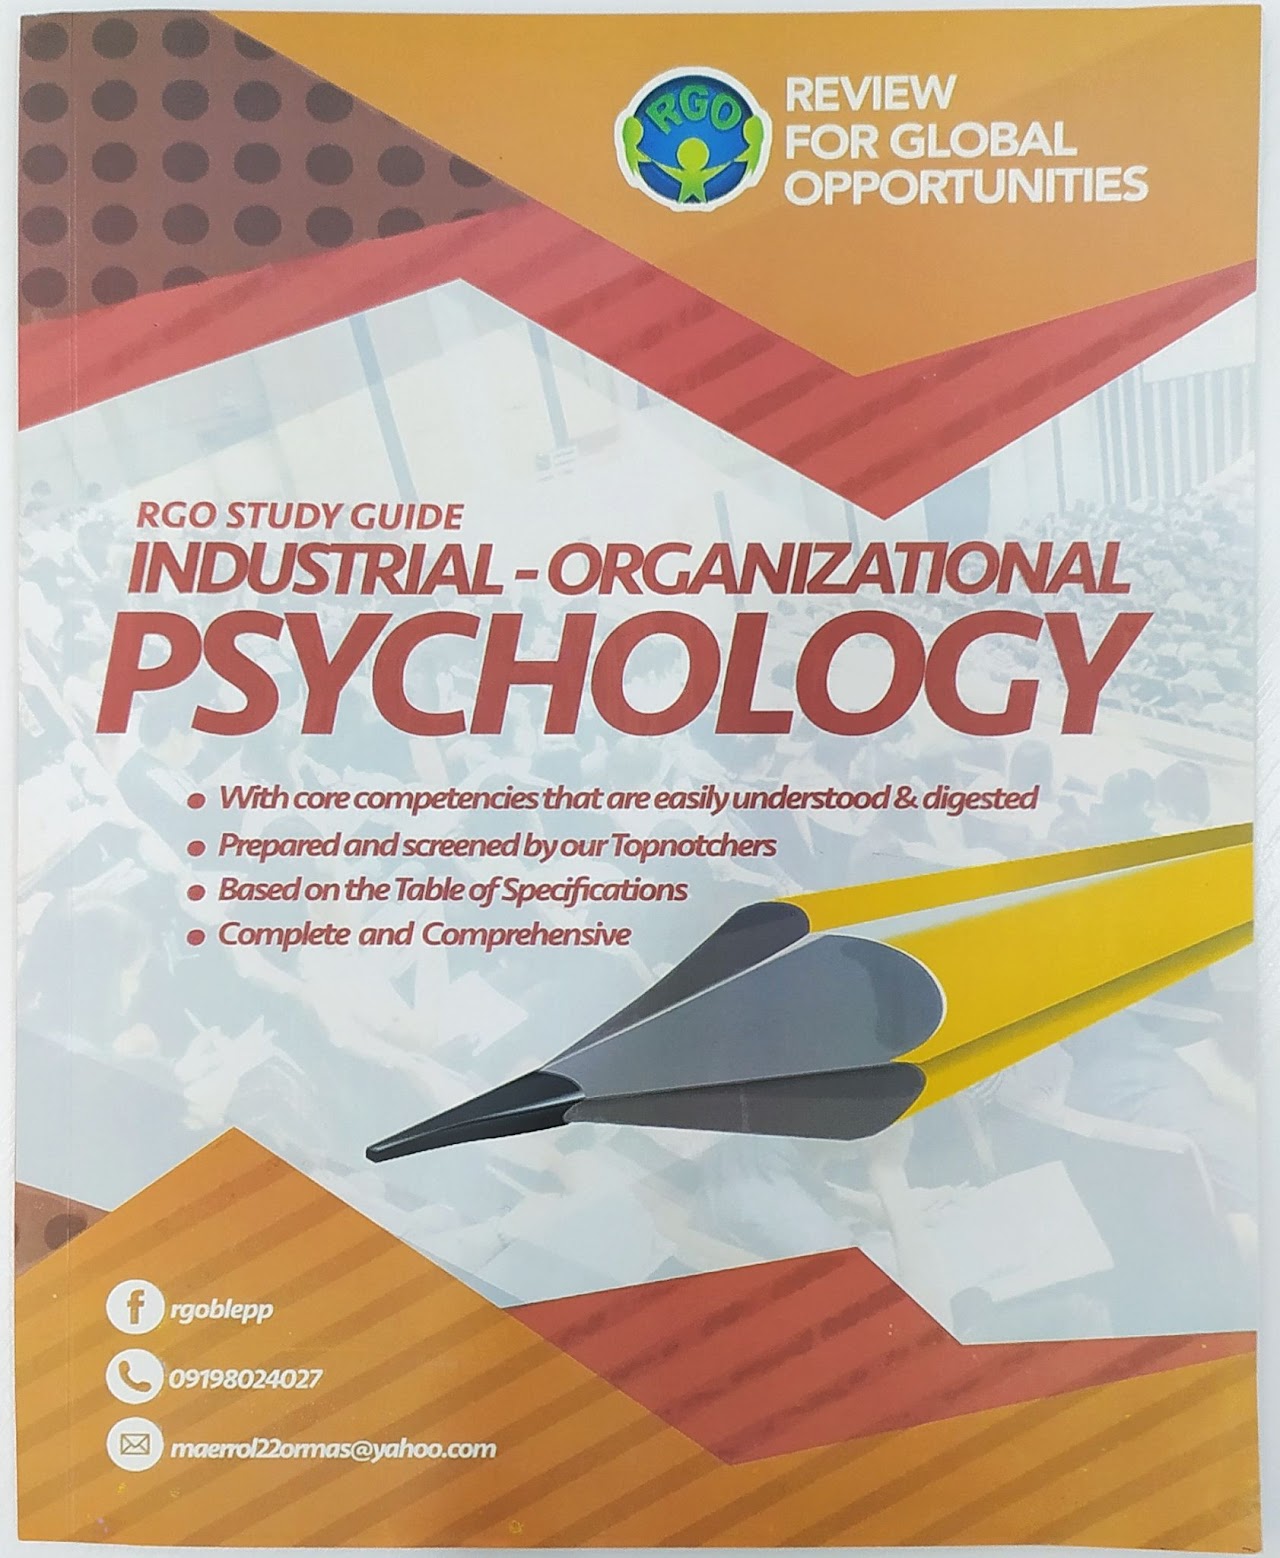 RGO
REVIEW
FOR GLOBAL
OPPORTUNITIES
RGO STUDY GUIDE
INDUSTRIAL - ORGANIZATIONAL
PSYCHOLOGY
With core competencies that are easily understood & digested
Prepared and screened by our Topnotchers
Based on the Table of Specifications
Complete and Comprehensive
rgoblepp
09198024027
maerrol22ormas@yahoo.com